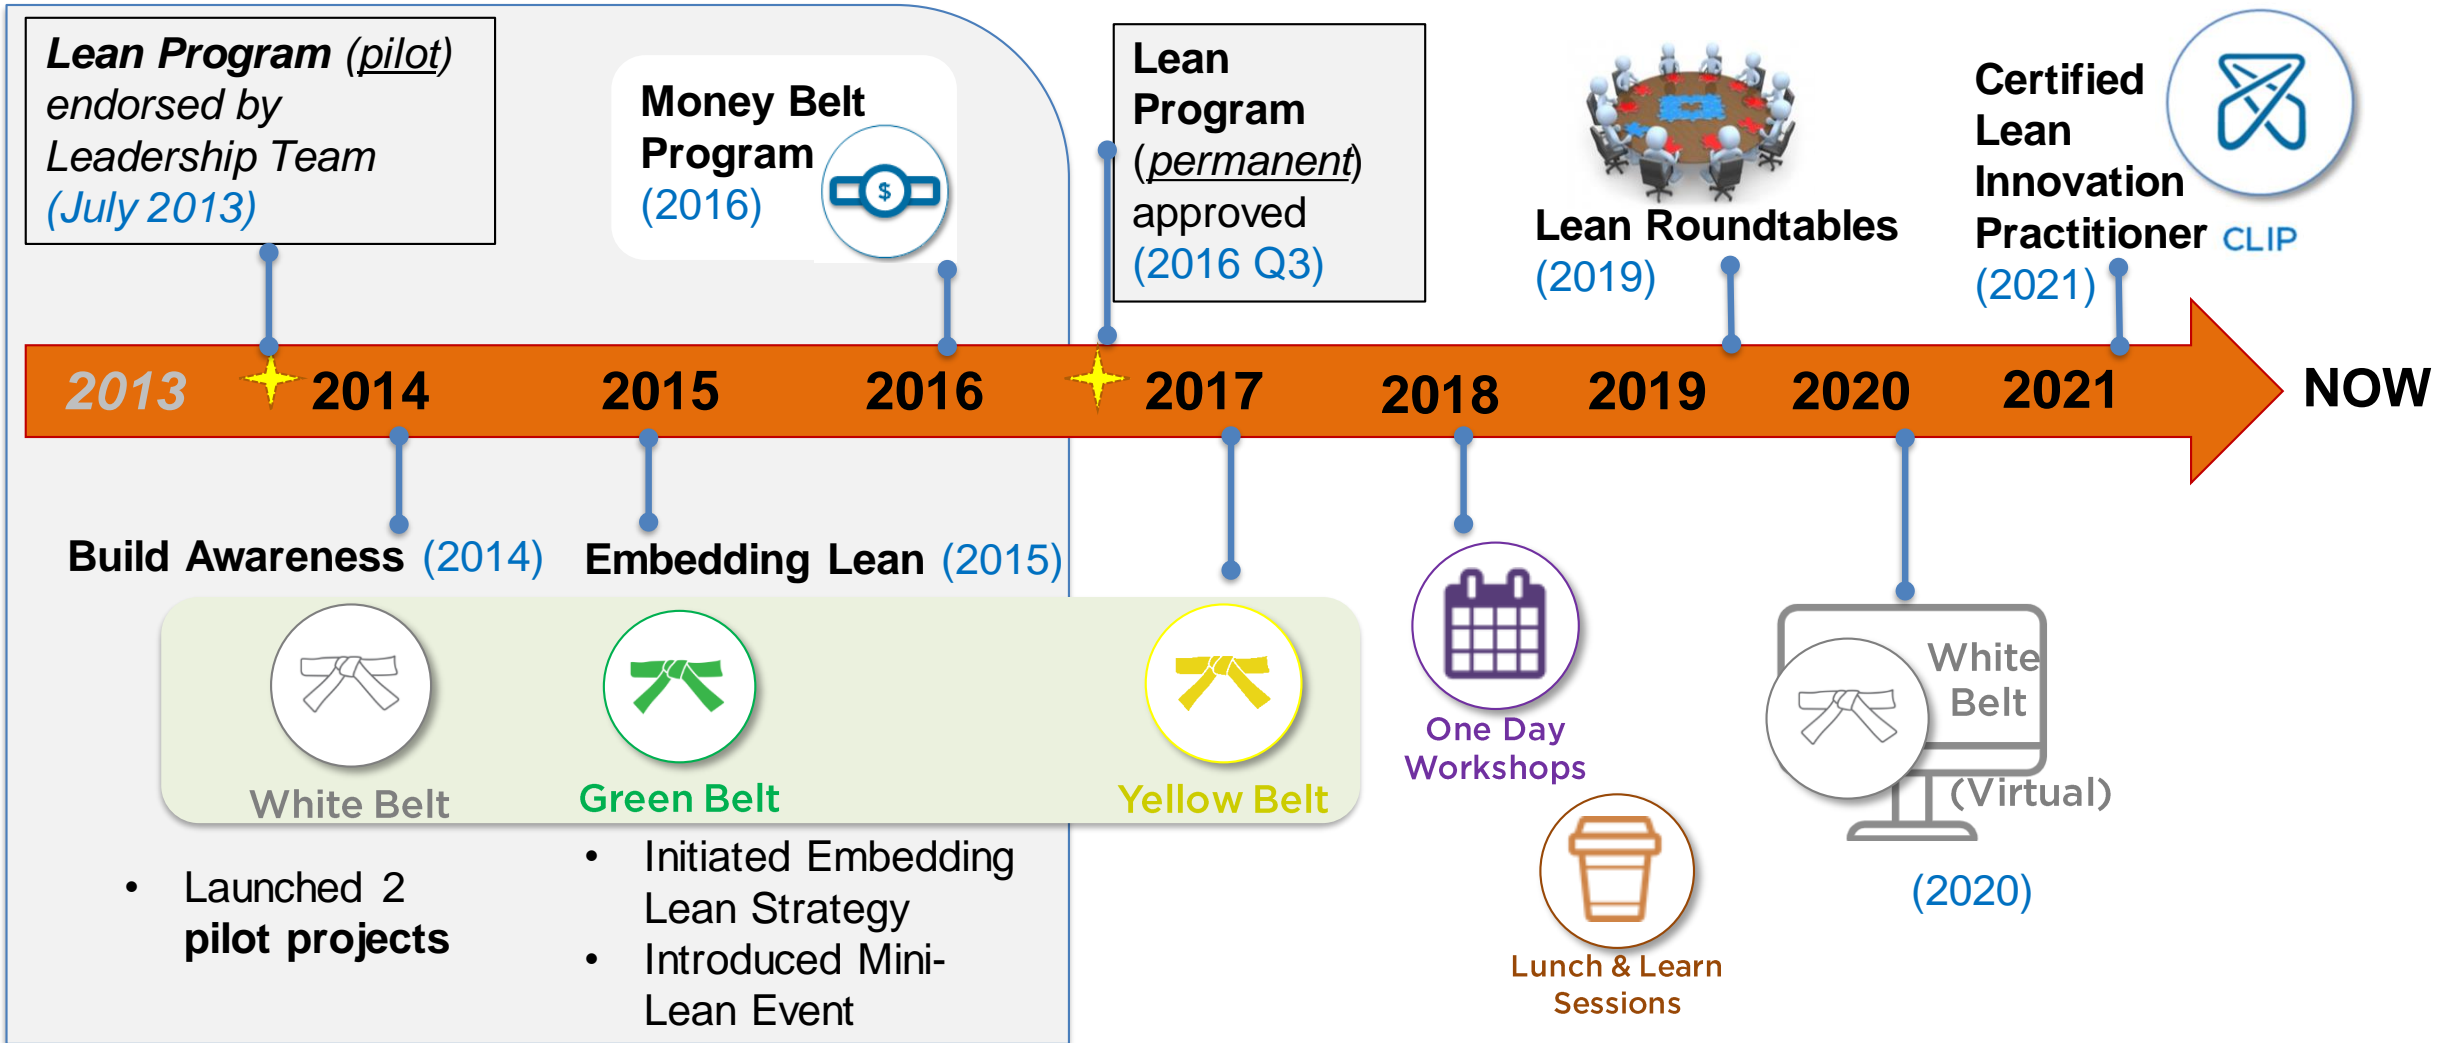 Lean Program (pilot)
endorsed by
Leadership Team
(July 2013)
Money Belt
Program
(2016)
$
Lean
Program
(permanent)
approved
(2016 Q3)
Lean Roundtables
(2019)
Certified
Lean
Innovation
Practitioner
(2021)
CLIP
2013
2014
2015
2016
2017
2018
2019
2020
2021
NOW
Build Awareness (2014)
Embedding Lean (2015)
White Belt
Green Belt
Yellow Belt
• Launched 2
pilot projects
• Initiated Embedding
Lean Strategy
• Introduced Mini-
Lean Event
One Day
Workshops
Lunch & Learn
Sessions
White
Belt
(Virtual)
(2020)